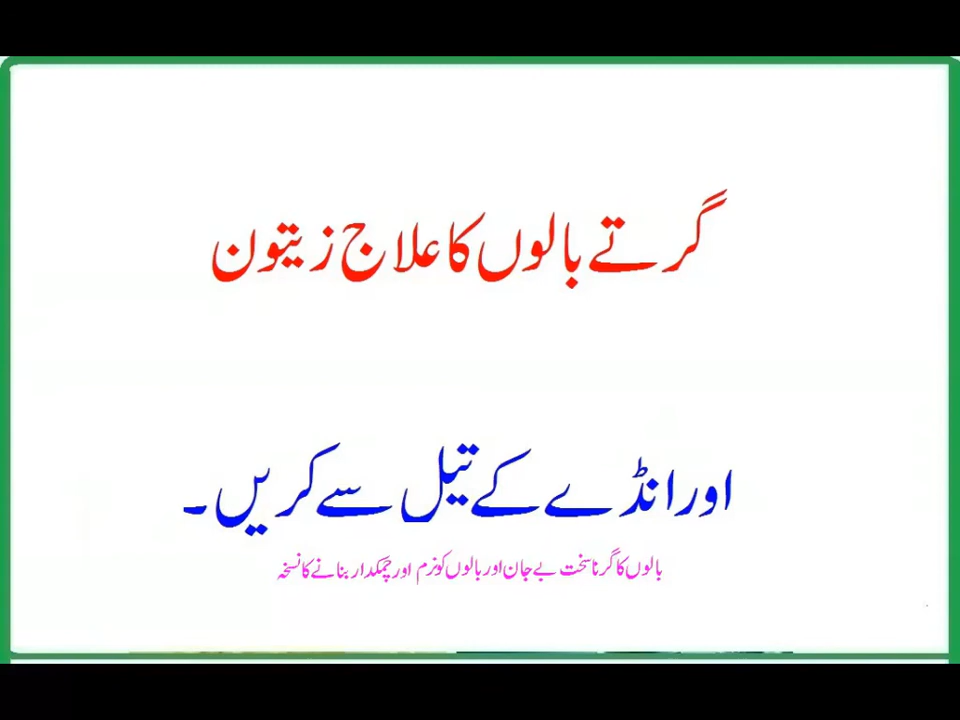 گرتے بالوں کا علاج زیتون
اور انڈے کے تیل سے کریں۔
بالوں کا گرنا سخت بے جان اور بالوں کو نرم اور چمکدار بنانے کا نسخہ